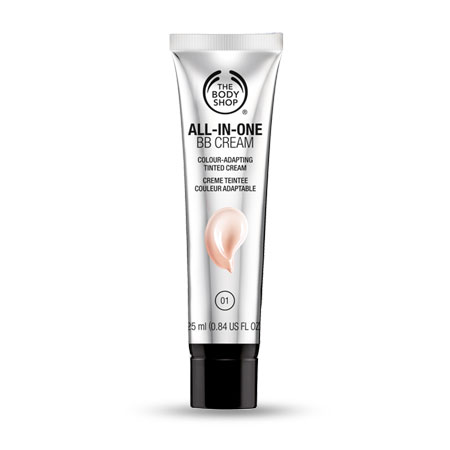 THE
BODY
SHOP
®
ALL-IN-ONE
BB CREAM
COLOUR-ADAPTING
TINTED CREAM
CREME TEINTEE
COULEUR ADAPTABLE
01
25 ml (0.84 US FL OZ)